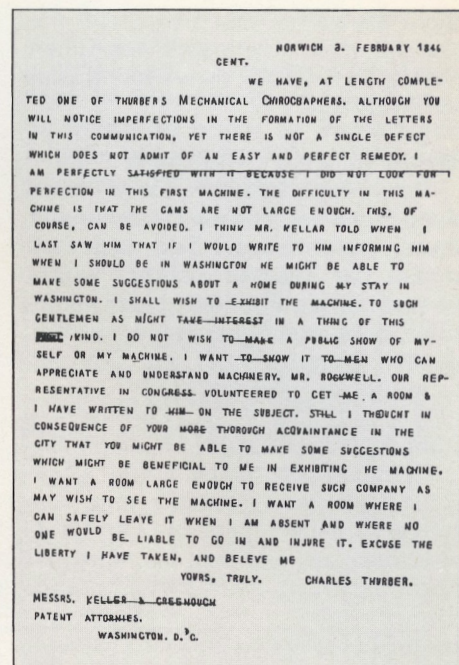 NORWICH 3. FEBRUARY 1846
GENT.
WE HAVE, AT LENGTH COMPLE-
TED ONE OF THURBERS MECHANICAL CHIROGRAPHERS. ALTHOUGH YOU
WILL NOTICE IMPERFECTIONS IN THE FORMATION OF THE LETTERS
IN THIS COMMUNICATION, YET THERE IS NOT A SINGLE DEFECT
WHICH DOES NOT ADMIT OF AN EASY AND PERFECT REMEDY. I
AM PERFECTLY SATISFIED WITH IT BECAUSE I DID NOT LOOK FOR
PERFECTION IN THIS FIRST MACHINE. THE DIFFICULTY IN THIS MA-
CHINE IS THAT THE CAMS ARE NOT LARGE ENOUGH. THIS, OF
COURSE, CAN BE AVOIDED. I THINK MR. KELLAR TOLD WHEN I
LAST SAW HIM THAT IF I WOULD WRITE TO HIM INFORMING HIM
WHEN I SHOULD BE IN WASHINGTON HE MIGHT BE ABLE TO
MAKE SOME SUGGESTIONS ABOUT A HOME DURING MY STAY IN
WASHINGTON. I SHALL WISH TO EXHIBIT THE MACHINE. TO SUCH
GENTLEMEN AS MIGHT TAKE INTEREST IN A THING OF THIS
KIND. I DO NOT WISH TO MAKE A PUBLIC SHOW OF MY-
SELF OR MY MACHINE. I WANT TO SHOW IT TO MEN WHO CAN
APPRECIATE AND UNDERSTAND MACHINERY. MR. ROCKWELL. OUR REP-
RESENTATIVE IN CONGRESS VOLUNTEERED TO GET ME A ROOM &
I HAVE WRITTEN TO HIM ON THE SUBJECT. STILL I THOUGHT IN
CONSEQUENCE OF YOUR MORE THOROUGH ACQUAINTANCE IN THE
CITY THAT YOU MIGHT BE ABLE TO MAKE SOME SUGGESTIONS
WHICH MIGHT BE BENEFICIAL TO ME IN EXHIBITING HE MACHINE.
I WANT A ROOM LARGE ENOUGH TO RECEIVE SUCH COMPANY AS
MAY WISH TO SEE THE MACHINE. I WANT A ROOM WHERE I
CAN SAFELY LEAVE IT WHEN I AM ABSENT AND WHERE NO
ONE WOULD BE LIABLE TO GO IN AND INJURE IT. EXCUSE THE
LIBERTY I HAVE TAKEN, AND BELEVE ME
YOURS, TRULY. CHARLES THURBER.
MESSRS. KELLER & GREENOUGH
PATENT ATTORNIES.
WASHINGTON. D.'C.